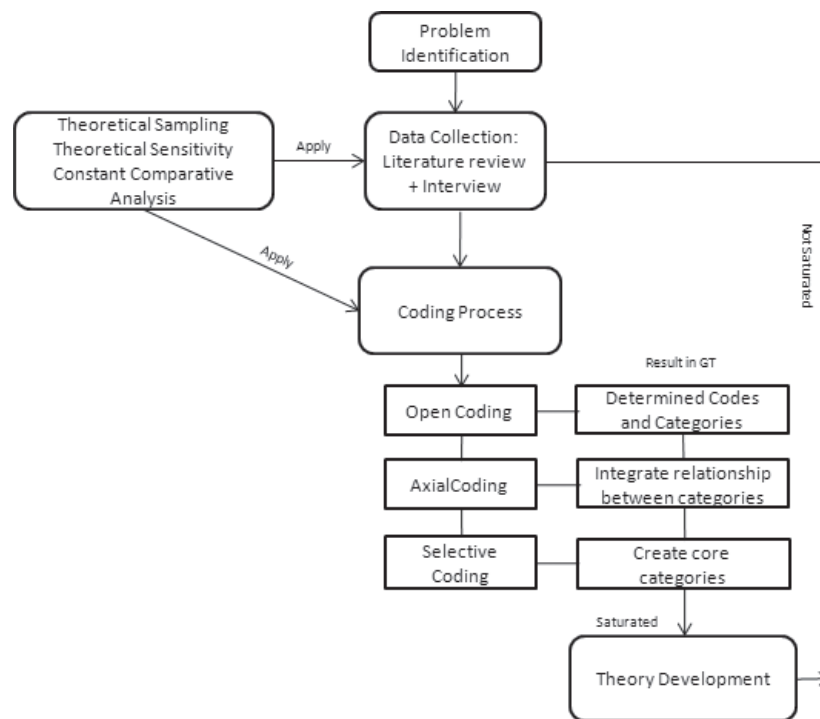 Problem
Identification
Theoretical Sampling
Theoretical Sensitivity
Constant Comparative
Analysis
Apply
Data Collection:
Literature review
+ Interview
Apply
Not Saturated
Coding Process
Result in GT
Open Coding
Determined Codes
and Categories
AxialCoding
Integrate relationship
between categories
Selective
Coding
Create core
categories
Saturated
Theory Development